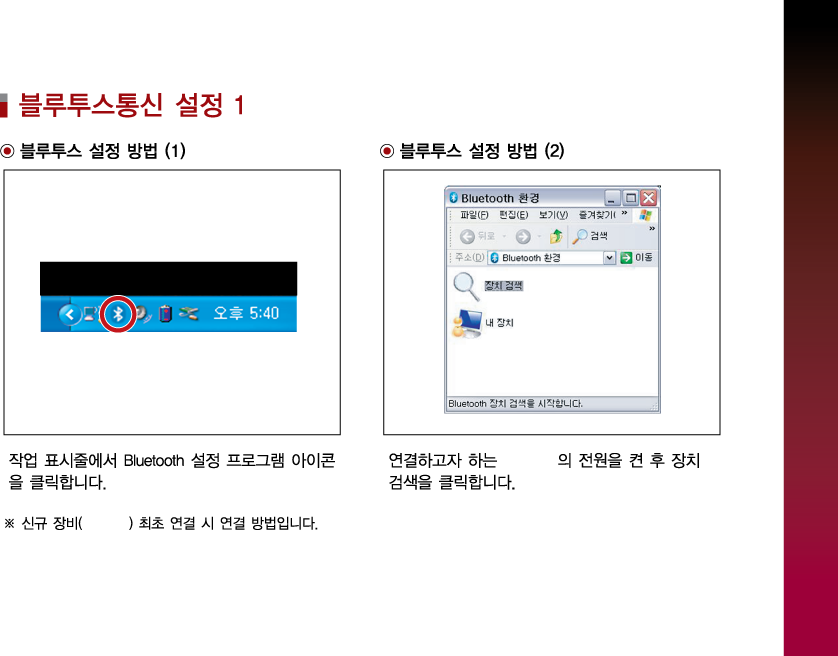 블루투스통신 설정 1
블루투스 설정 방법 (1)
오후 5:40
작업 표시줄에서 Bluetooth 설정 프로그램 아이콘
을 클릭합니다.
※ 신규 장비( ) 최초 연결 시 연결 방법입니다.
블루투스 설정 방법 (2)
Bluetooth 환경
파일(F) 편집(E) 보기(V) 즐겨찾기( »
뒤로 검색 »
주소(D) Bluetooth 환경 이동
장치 검색
내 장치
Bluetooth 장치 검색을 시작합니다.
연결하고자 하는 의 전원을 켠 후 장치
검색을 클릭합니다.